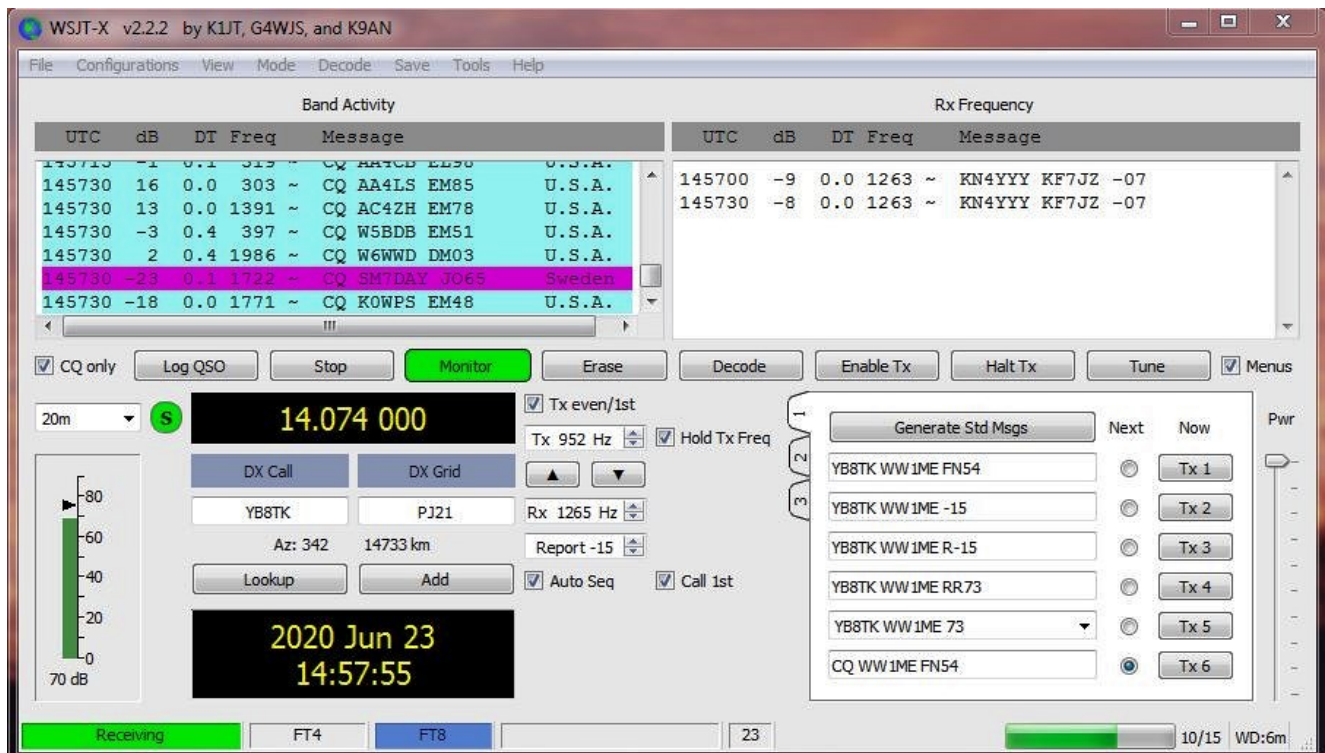 WSJT-X v2.2.2 by K1JT, G4WJS, and K9AN
File Configurations View Mode Decode Save Tools Help
Band Activity
UTC dB DT Freq Message
145715 -1 0.1 319 ~ CQ AA4CB EL98 U.S.A.
145730 16 0.0 303 ~ CQ AA4LS EM85 U.S.A.
145730 13 0.0 1391 ~ CQ AC4ZH EM78 U.S.A.
145730 -3 0.4 397 ~ CQ W5BDB EM51 U.S.A.
145730 2 0.4 1986 ~ CQ W6WWD DM03 U.S.A.
145730 -23 0.1 1722 ~ CQ SM7DAY JO65 Sweden
145730 -18 0.0 1771 ~ CQ K0WPS EM48 U.S.A.
Rx Frequency
UTC dB DT Freq Message
145700 -9 0.0 1263 ~ KN4YYY KF7JZ -07
145730 -8 0.0 1263 ~ KN4YYY KF7JZ -07
CQ only Log QSO Stop Monitor Erase Decode Enable Tx Halt Tx Tune Menus
20m S
14.074 000
DX Call DX Grid
YB8TK PJ21
Az: 342 14733 km
Lookup Add
2020 Jun 23
14:57:55
-80
-60
-40
-20
0
70 dB
Tx even/1st
Tx 952 Hz Hold Tx Freq
▲ ▼
Rx 1265 Hz
Report -15
Auto Seq Call 1st
1
2
3
Generate Std Msgs Next Now
YB8TK WW1ME FN54 Tx 1
YB8TK WW1ME -15 Tx 2
YB8TK WW1ME R-15 Tx 3
YB8TK WW1ME RR73 Tx 4
YB8TK WW1ME 73 Tx 5
CQ WW1ME FN54 Tx 6
Pwr
Receiving FT4 FT8 23 10/15 WD:6m